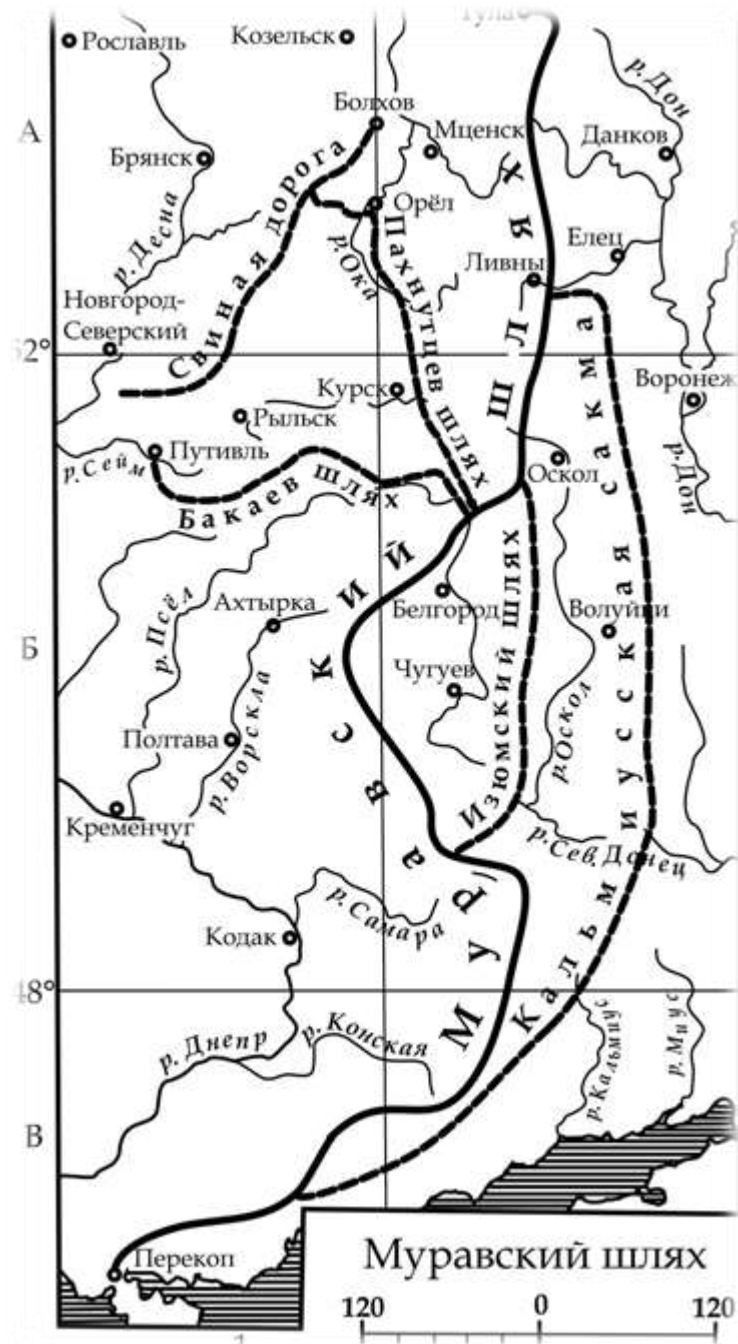 Тула
Рославль
Козельск
р. Дон
Болхов
А
Мценск
Данков
Брянск
Свиная дорога
Орёл
Пахнутцев шлях
р. Десна
р. Ока
Елец
Ливны
Новгород-
Северский
52°
Курск
Воронеж
Рыльск
Путивль
р. Сейм
Оскол
р. Дон
Бакаев шлях
Муравский шлях
Изюмский шлях
Кальмиусская сакма
Ахтырка
Белгород
Волуйки
р. Псёл
Б
Чугуев
Полтава
р. Ворскла
р. Оскол
Кременчуг
р. Сев. Донец
р. Самара
Кодак
48°
р. Днепр
р. Конская
р. Кальмиус
р. Миус
В
Перекоп
Муравский шлях
120 0 120